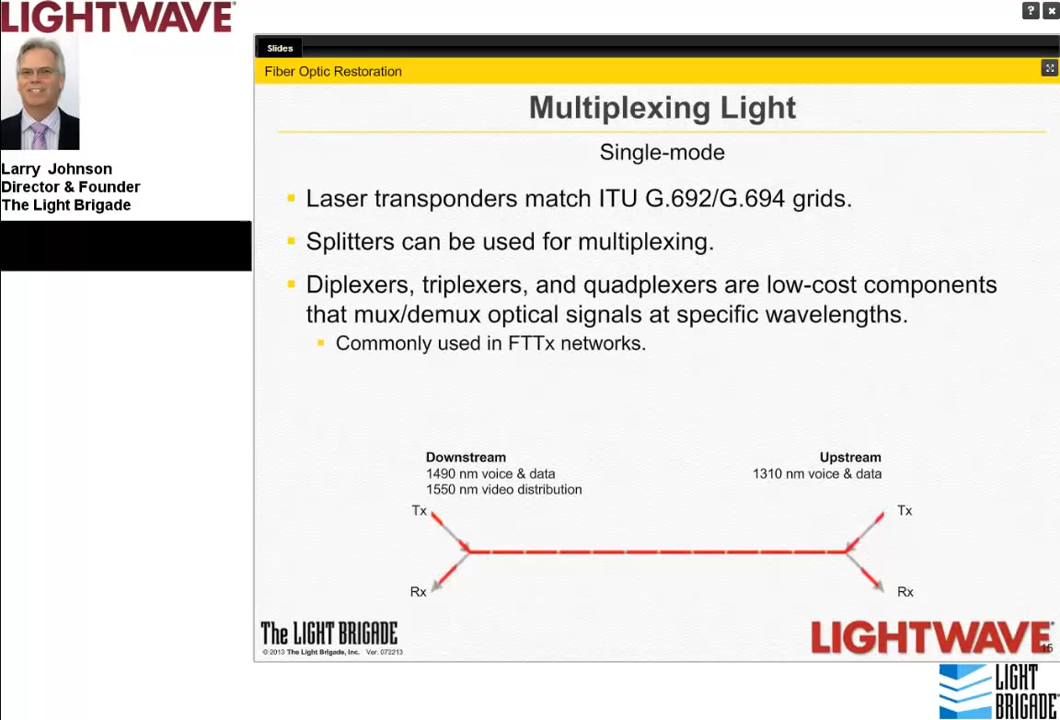 LIGHTWAVE
Larry Johnson
Director & Founder
The Light Brigade
?
Slides
Fiber Optic Restoration
Multiplexing Light
Single-mode
Laser transponders match ITU G.692/G.694 grids.
Splitters can be used for multiplexing.
Diplexers, triplexers, and quadplexers are low-cost components
that mux/demux optical signals at specific wavelengths.
Commonly used in FTTx networks.
Downstream
1490 nm voice & data
1550 nm video distribution
Upstream
1310 nm voice & data
Tx
Tx
Rx
Rx
The LIGHT BRIGADE
© 2013 The Light Brigade, Inc. Ver. 072213
LIGHTWAVE
15
LIGHT
BRIGADE